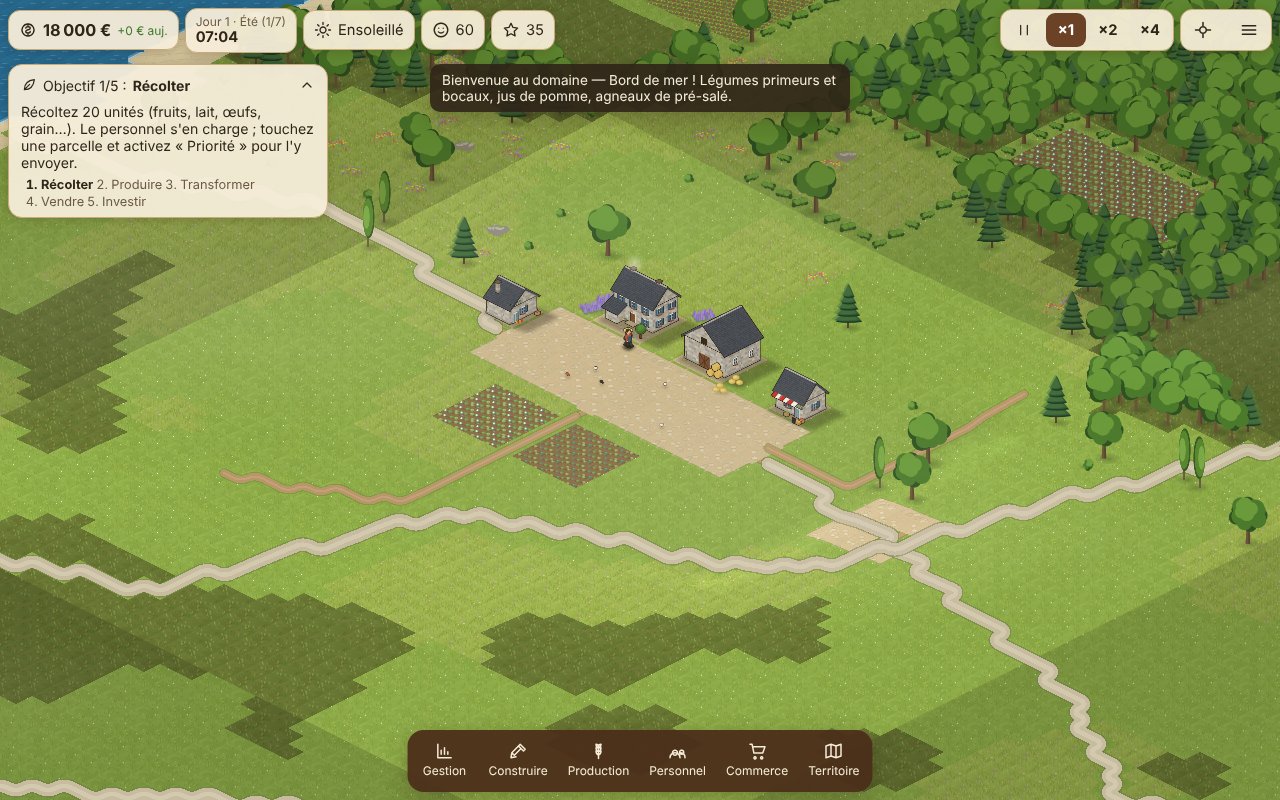 18 000 € +0 € auj.
Jour 1 · Été (1/7)
07:04
Ensoleillé
60
35
×1
×2
×4
Objectif 1/5 : Récolter
Récoltez 20 unités (fruits, lait, œufs,
grain...). Le personnel s'en charge ; touchez
une parcelle et activez « Priorité » pour l'y
envoyer.
1. Récolter 2. Produire 3. Transformer
4. Vendre 5. Investir
Bienvenue au domaine — Bord de mer ! Légumes primeurs et
bocaux, jus de pomme, agneaux de pré-salé.
Gestion
Construire
Production
Personnel
Commerce
Territoire